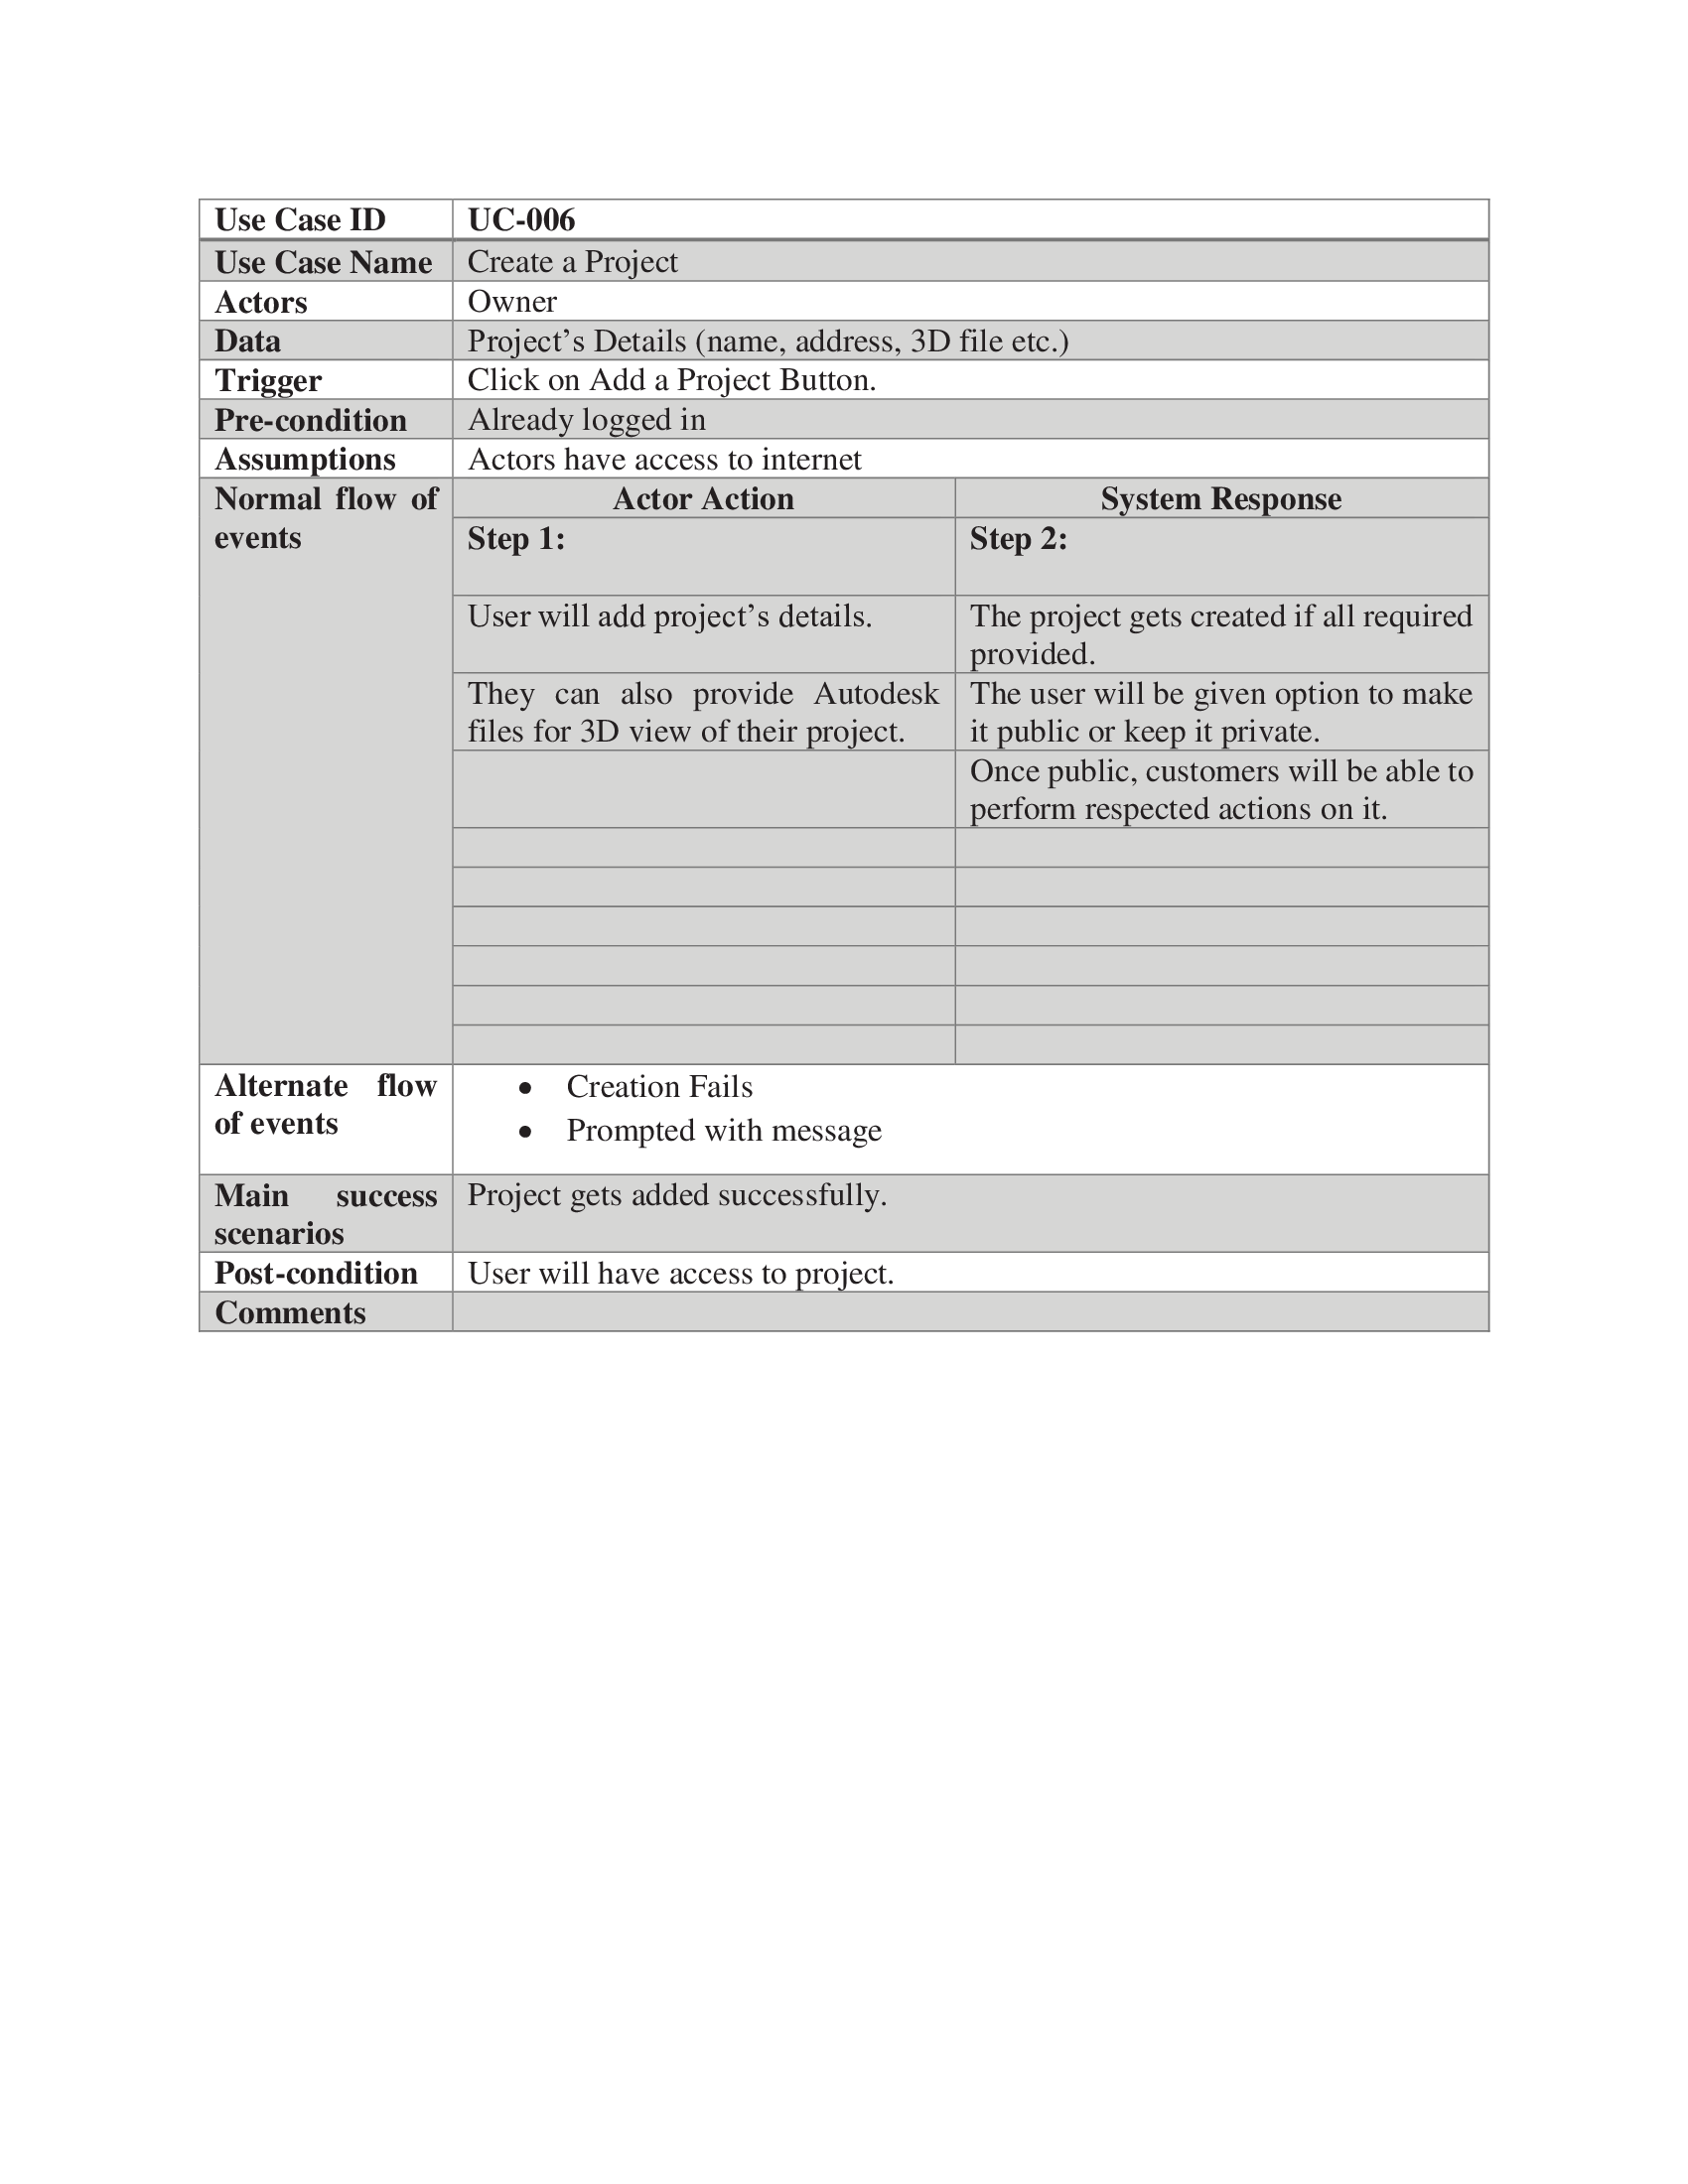 Use Case ID UC-006
Use Case Name Create a Project
Actors Owner
Data Project’s Details (name, address, 3D file etc.)
Trigger Click on Add a Project Button.
Pre-condition Already logged in
Assumptions Actors have access to internet
Normal flow of events
Actor Action System Response
Step 1: Step 2:
User will add project’s details.
The project gets created if all required
provided.
They can also provide Autodesk
files for 3D view of their project.
The user will be given option to make
it public or keep it private.
Once public, customers will be able to
perform respected actions on it.
Alternate flow
of events
• Creation Fails
• Prompted with message
Main success
scenarios
Project gets added successfully.
Post-condition User will have access to project.
Comments